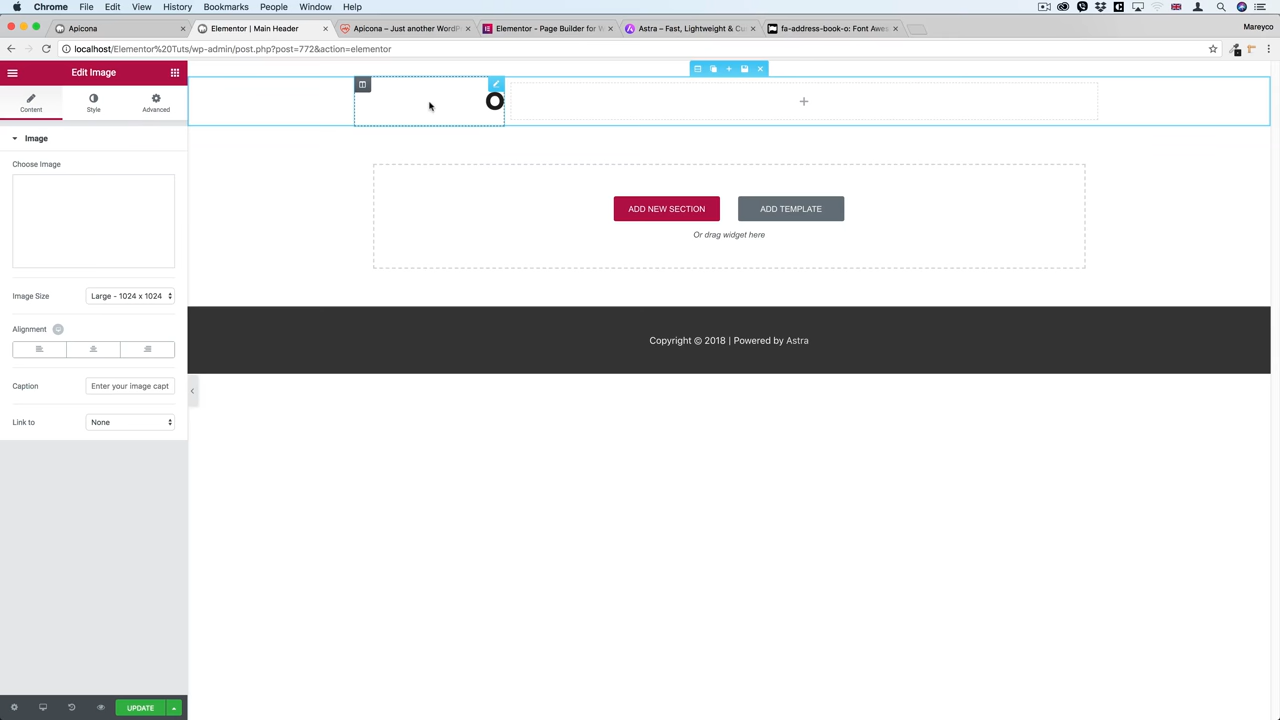 Chrome File Edit View History Bookmarks People Window Help
Mareyco
Apicona
Elementor | Main Header
Apicona – Just another WordP
Elementor - Page Builder for W
Astra – Fast, Lightweight & Cu
fa-address-book-o: Font Awes
localhost/Elementor%20Tuts/wp-admin/post.php?post=772&action=elementor
Edit Image
Content Style Advanced
Image
Choose Image
Image Size Large - 1024 x 1024
Alignment
Caption Enter your image capt
Link to None
UPDATE
ADD NEW SECTION ADD TEMPLATE
Or drag widget here
Copyright © 2018 | Powered by Astra